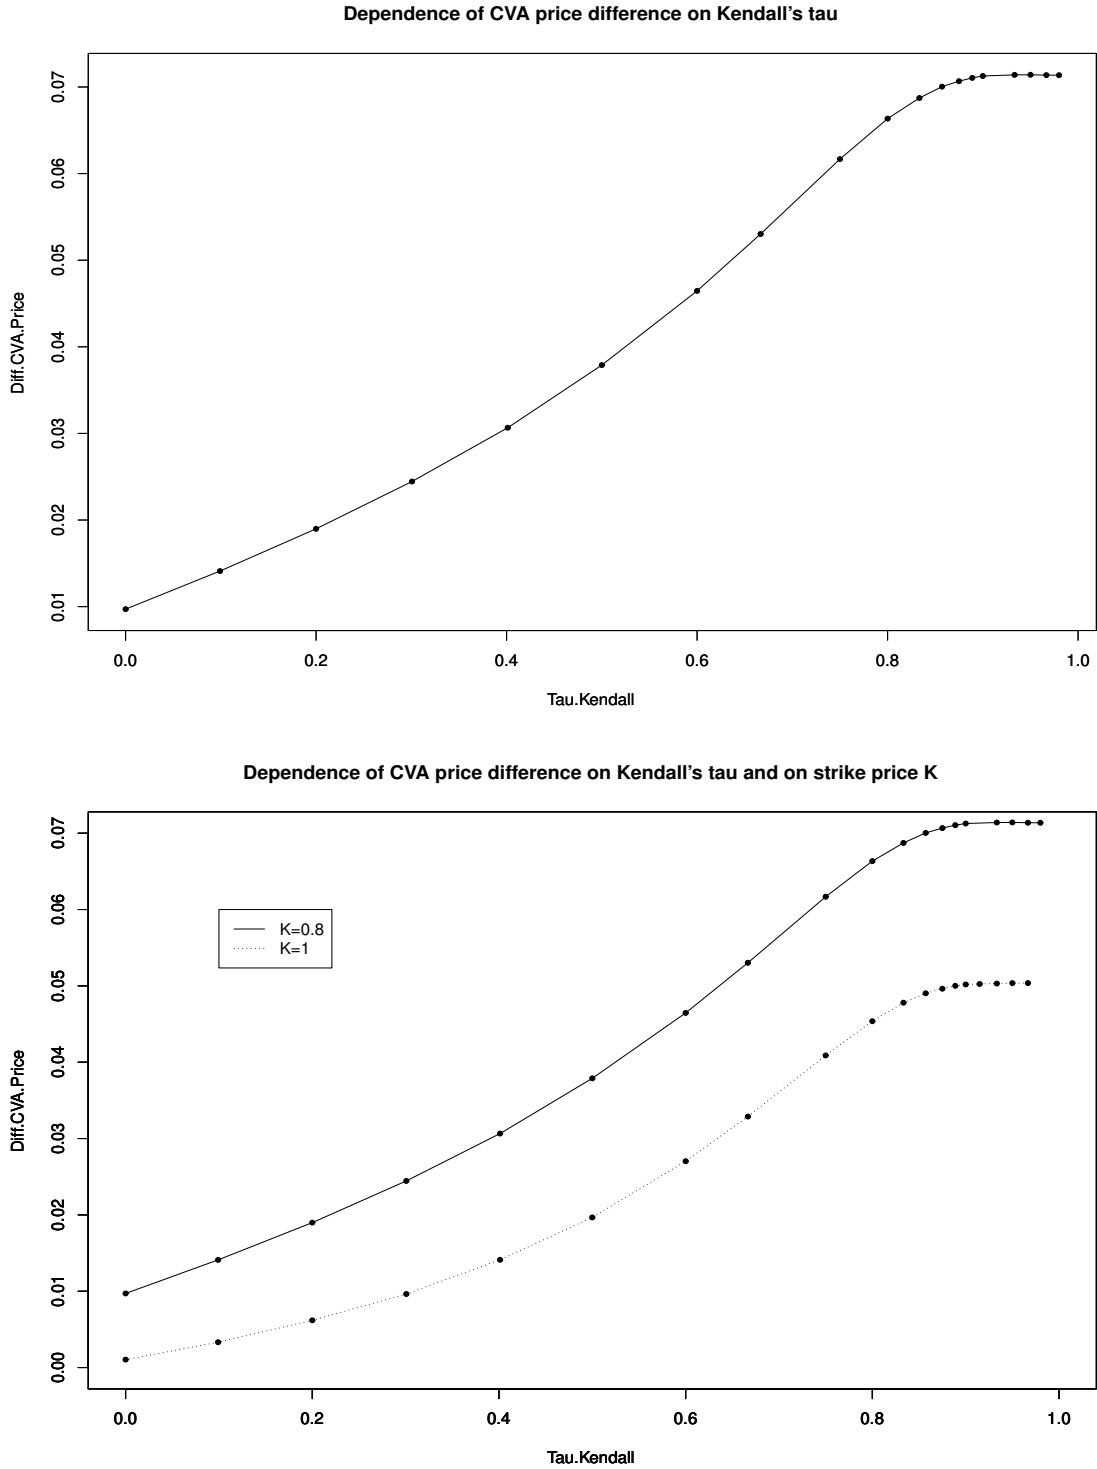 Dependence of CVA price difference on Kendall's tau
0.07
0.06
0.05
0.04
0.03
0.02
0.01
Diff.CVA.Price
0.0 0.2 0.4 0.6 0.8 1.0
Tau.Kendall
Dependence of CVA price difference on Kendall's tau and on strike price K
0.07
0.06
0.05
0.04
0.03
0.02
0.01
0.00
Diff.CVA.Price
K=0.8
K=1
0.0 0.2 0.4 0.6 0.8 1.0
Tau.Kendall